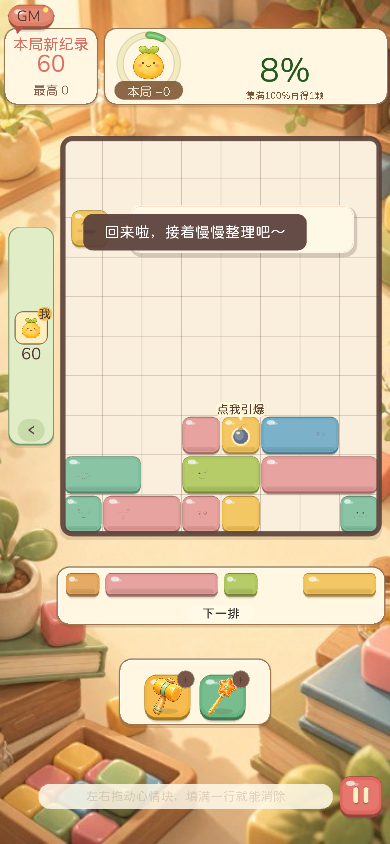 GM
本局新纪录
60
最高 0
本局 -0
8%
集满100%可得1颗
回来啦，接着慢慢整理吧～
我
60
<
点我引爆
下一排
左右拖动心情块，填满一行就能消除